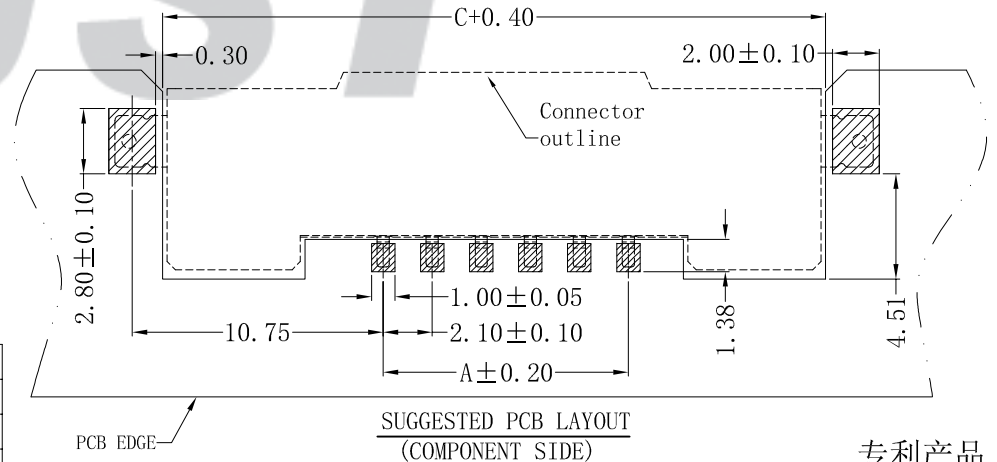 C+0.40
0.30
2.00±0.10
Connector
outline
2.80±0.10
1.00±0.05
10.75
2.10±0.10
1.38
4.51
A±0.20
SUGGESTED PCB LAYOUT
(COMPONENT SIDE)
PCB EDGE
专利产品